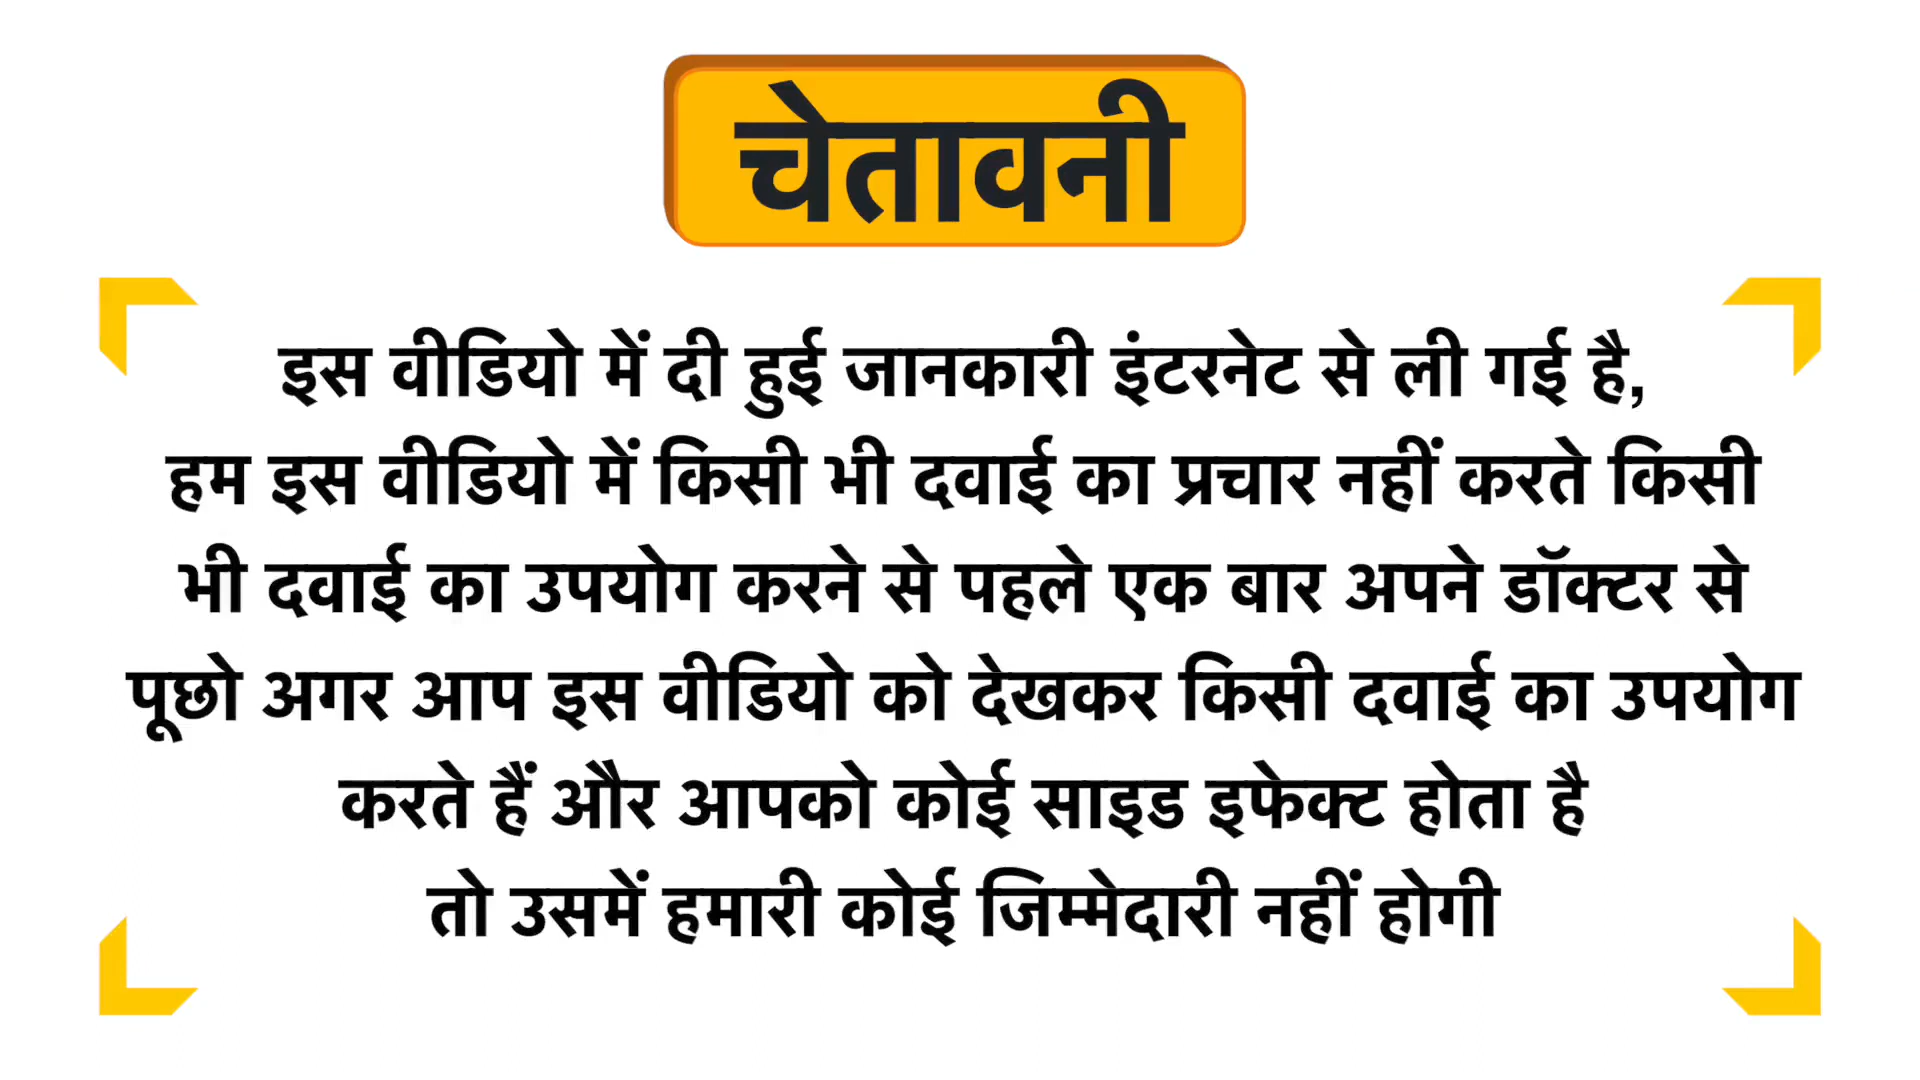 चेतावनी
इस वीडियो में दी हुई जानकारी इंटरनेट से ली गई है,
हम इस वीडियो में किसी भी दवाई का प्रचार नहीं करते किसी
भी दवाई का उपयोग करने से पहले एक बार अपने डॉक्टर से
पूछो अगर आप इस वीडियो को देखकर किसी दवाई का उपयोग
करते हैं और आपको कोई साइड इफेक्ट होता है
तो उसमें हमारी कोई जिम्मेदारी नहीं होगी